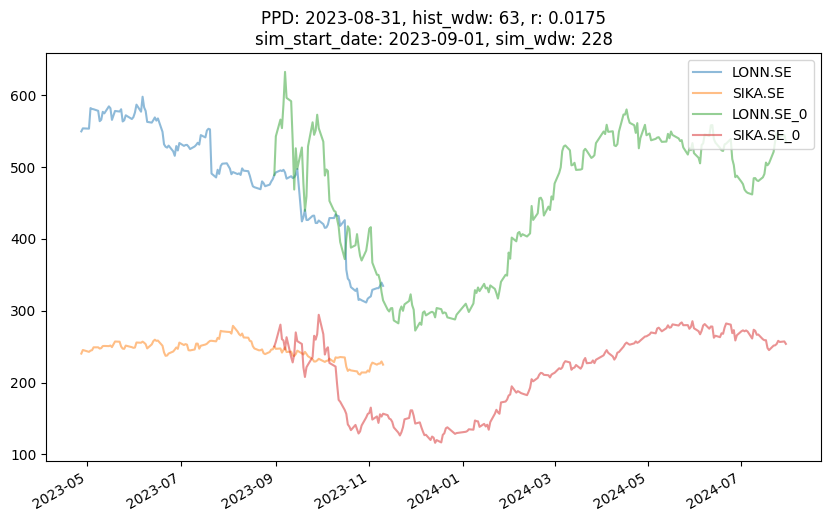 PPD: 2023-08-31, hist_wdw: 63, r: 0.0175
sim_start_date: 2023-09-01, sim_wdw: 228
LONN.SE
SIKA.SE
LONN.SE_0
SIKA.SE_0
600
500
400
300
200
100
2023-05
2023-07
2023-09
2023-11
2024-01
2024-03
2024-05
2024-07